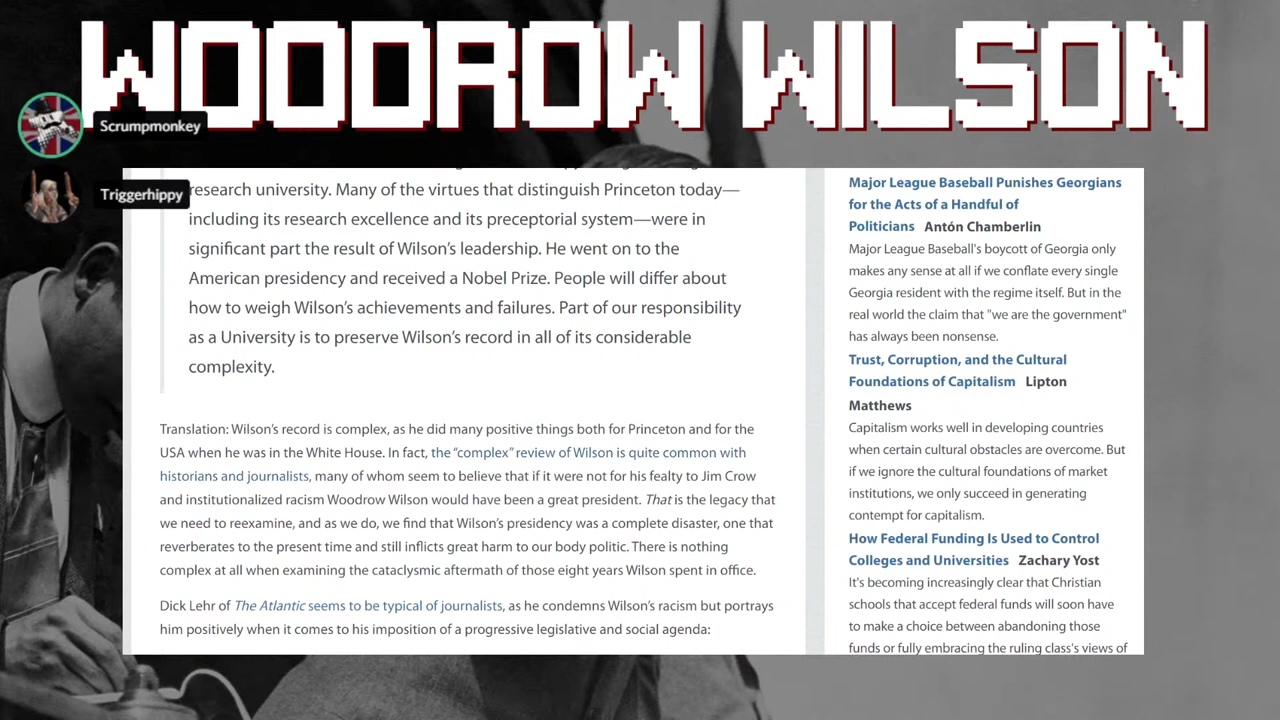 WOODROW WILSON
Scrumpmonkey
Triggerhippy
research university. Many of the virtues that distinguish Princeton today—
including its research excellence and its preceptorial system—were in
significant part the result of Wilson's leadership. He went on to the
American presidency and received a Nobel Prize. People will differ about
how to weigh Wilson's achievements and failures. Part of our responsibility
as a University is to preserve Wilson's record in all of its considerable
complexity.
Translation: Wilson's record is complex, as he did many positive things both for Princeton and for the
USA when he was in the White House. In fact, the "complex" review of Wilson is quite common with
historians and journalists, many of whom seem to believe that if it were not for his fealty to Jim Crow
and institutionalized racism Woodrow Wilson would have been a great president. That is the legacy that
we need to reexamine, and as we do, we find that Wilson's presidency was a complete disaster, one that
reverberates to the present time and still inflicts great harm to our body politic. There is nothing
complex at all when examining the cataclysmic aftermath of those eight years Wilson spent in office.
Dick Lehr of The Atlantic seems to be typical of journalists, as he condemns Wilson's racism but portrays
him positively when it comes to his imposition of a progressive legislative and social agenda:
Major League Baseball Punishes Georgians
for the Acts of a Handful of
Politicians Antón Chamberlin
Major League Baseball's boycott of Georgia only
makes any sense at all if we conflate every single
Georgia resident with the regime itself. But in the
real world the claim that "we are the government"
has always been nonsense.
Trust, Corruption, and the Cultural
Foundations of Capitalism Lipton
Matthews
Capitalism works well in developing countries
when certain cultural obstacles are overcome. But
if we ignore the cultural foundations of market
institutions, we only succeed in generating
contempt for capitalism.
How Federal Funding Is Used to Control
Colleges and Universities Zachary Yost
It's becoming increasingly clear that Christian
schools that accept federal funds will soon have
to make a choice between abandoning those
funds or fully embracing the ruling class's views of